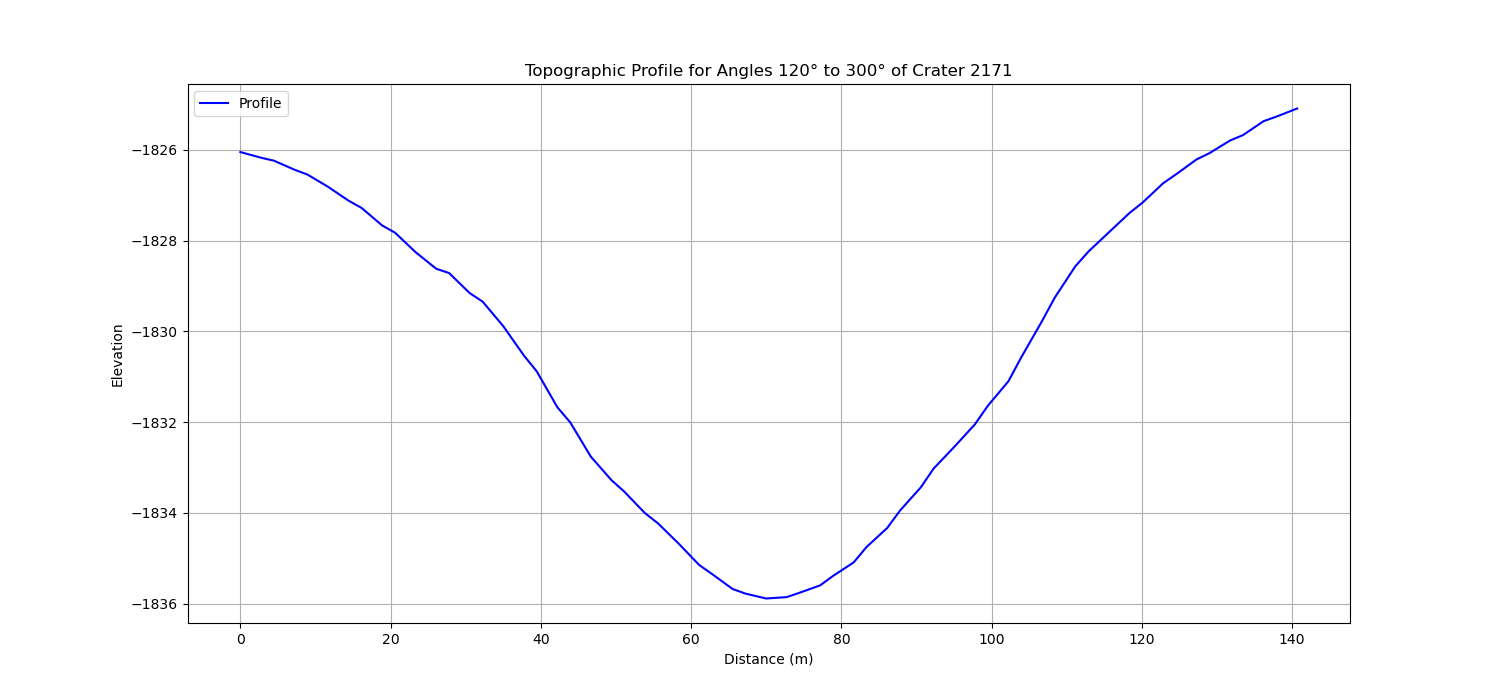 Topographic Profile for Angles 120° to 300° of Crater 2171
Profile
−1826
−1828
−1830
−1832
−1834
−1836
Elevation
0 20 40 60 80 100 120 140
Distance (m)